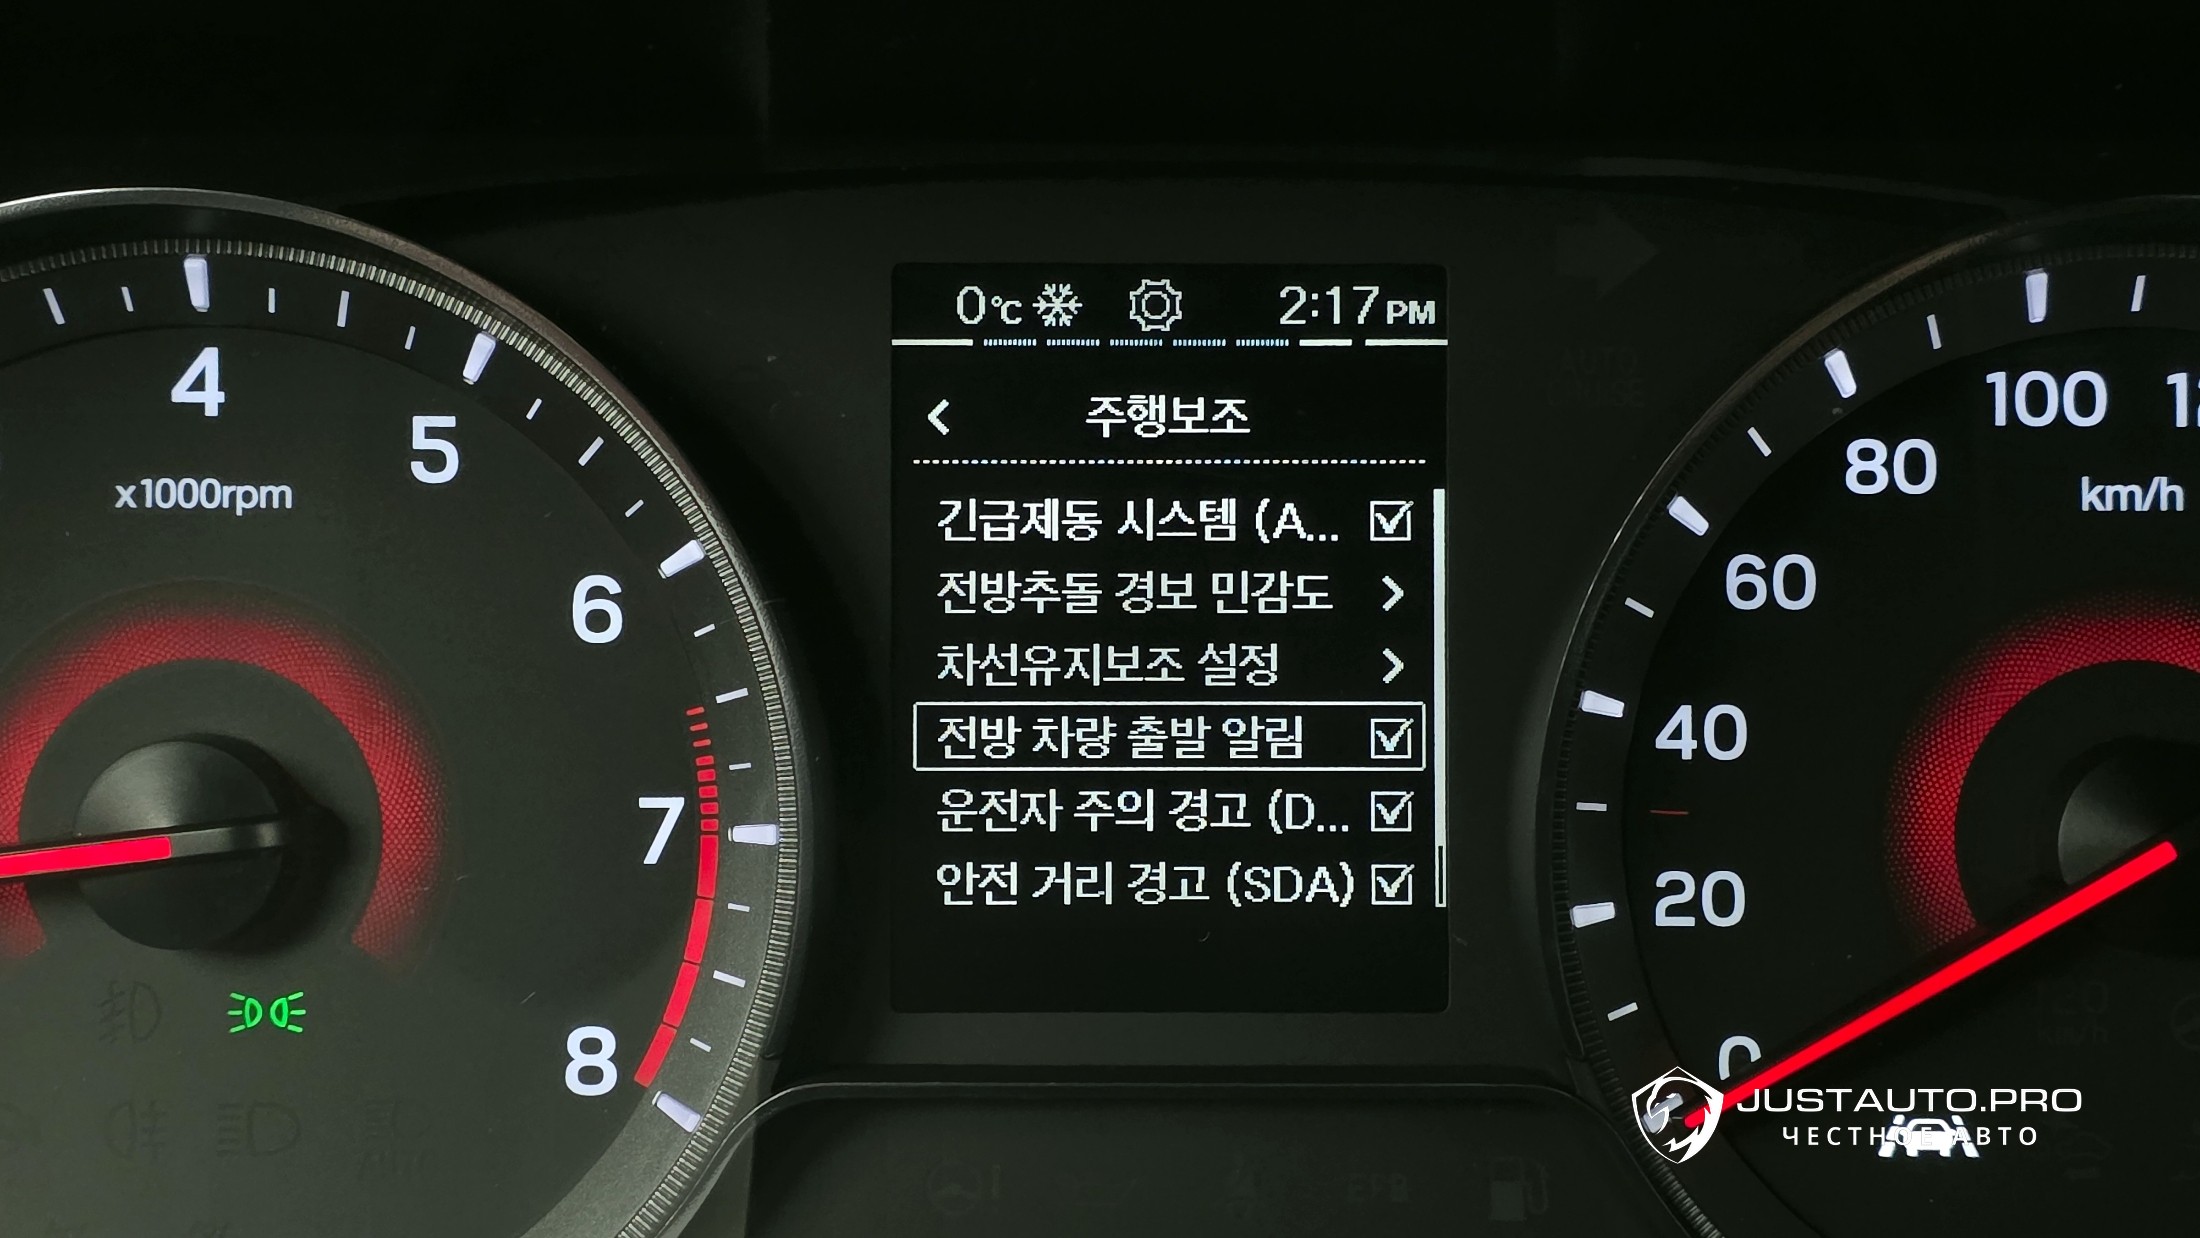 0℃ 2:17 PM
주행보조
긴급제동 시스템 (A...
전방추돌 경보 민감도
차선유지보조 설정
전방 차량 출발 알림
운전자 주의 경고 (D...
안전 거리 경고 (SDA)
4
5
x1000rpm
6
7
8
100
80
km/h
60
40
20
0
JUSTAUTO.PRO
ЧЕСТНОЕ АВТО